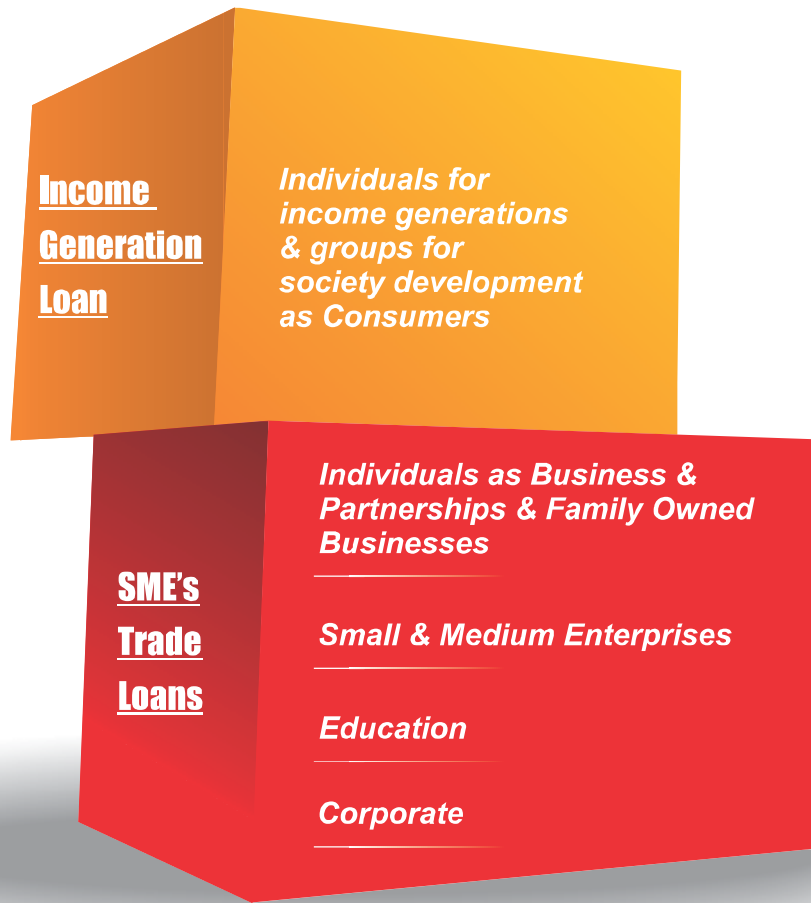 Income
Generation
Loan
Individuals for
income generations
& groups for
society development
as Consumers
SME's
Trade
Loans
Individuals as Business &
Partnerships & Family Owned
Businesses
Small & Medium Enterprises
Education
Corporate